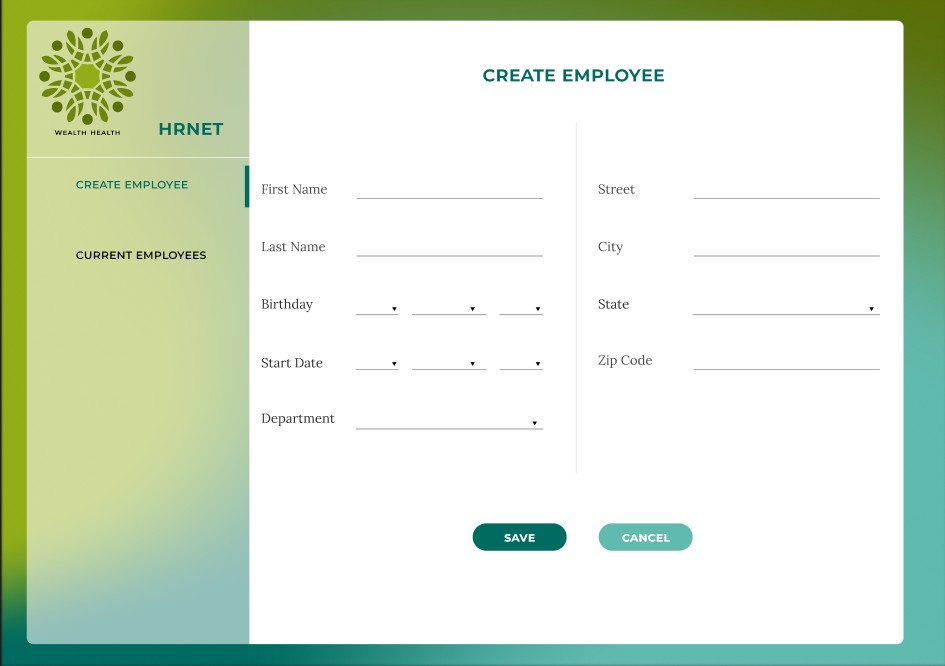 WEALTH HEALTH
HRNET
CREATE EMPLOYEE
CURRENT EMPLOYEES
CREATE EMPLOYEE
First Name
Last Name
Birthday
Start Date
Department
Street
City
State
Zip Code
SAVE
CANCEL